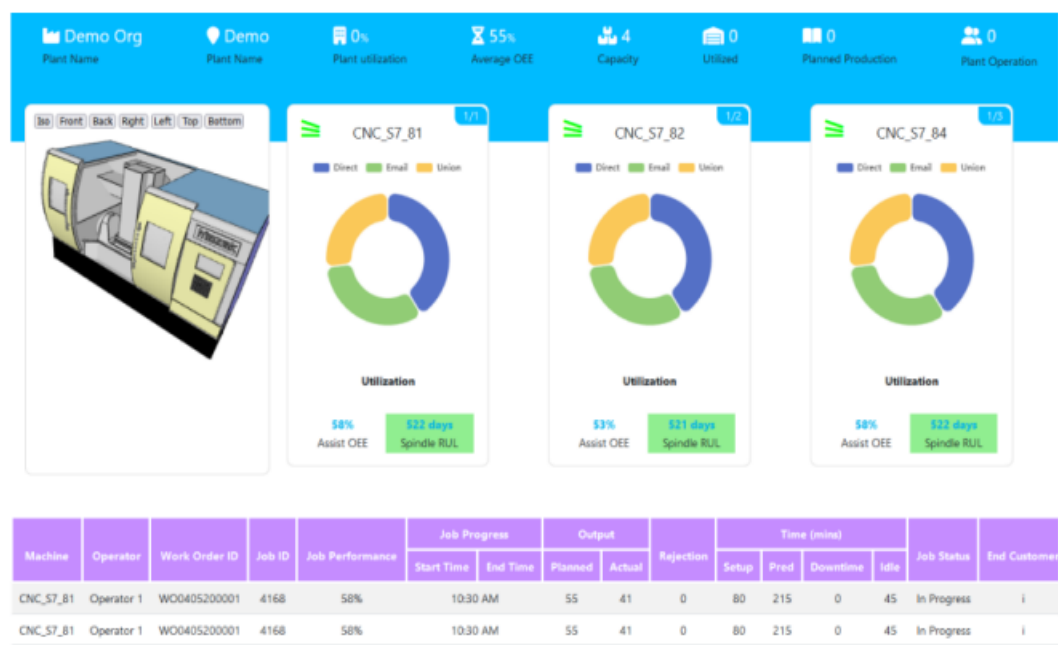 Demo Org Demo 0% 55% 4 0 0 0
Plant Name Plant Name Plant utilization Average OEE Capacity Utilized Planned Production Plant Operation
Iso Front Back Right Left Top Bottom
1/1
CNC_S7_81
Direct Email Union
Utilization
58% 522 days
Assist OEE Spindle RUL
1/2
CNC_S7_82
Direct Email Union
Utilization
53% 521 days
Assist OEE Spindle RUL
1/3
CNC_S7_84
Direct Email Union
Utilization
58% 522 days
Assist OEE Spindle RUL
Machine Operator Work Order ID Job ID Job Performance Job Progress Output Rejection Time (mins) Job Status End Customer
Start Time End Time Planned Actual Setup Pred Downtime Idle
CNC_S7_81 Operator 1 WO0405200001 4168 58% 10:30 AM 55 41 0 80 215 0 45 In Progress i
CNC_S7_81 Operator 1 WO0405200001 4168 58% 10:30 AM 55 41 0 80 215 0 45 In Progress i